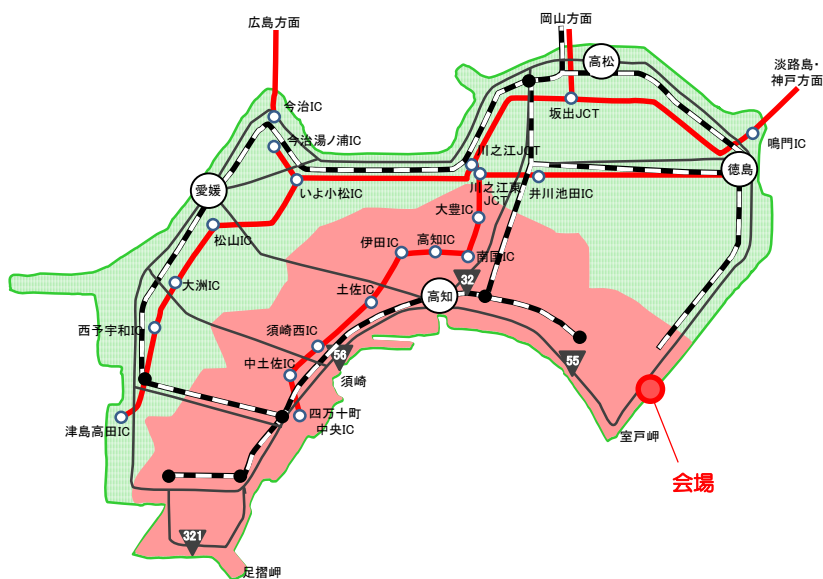 広島方面
岡山方面
淡路島・
神戸方面
高松
今治IC
坂出JCT
鳴門IC
今治湯ノ浦IC
川之江JCT
徳島
愛媛
いよ小松IC
川之江東
JCT
井川池田IC
大豊IC
松山IC
伊田IC
高知IC
南国IC
32
大洲IC
土佐IC
高知
西予宇和IC
須崎西IC
56
55
中土佐IC
須崎
津島高田IC
四万十町
中央IC
室戸岬
会場
321
足摺岬